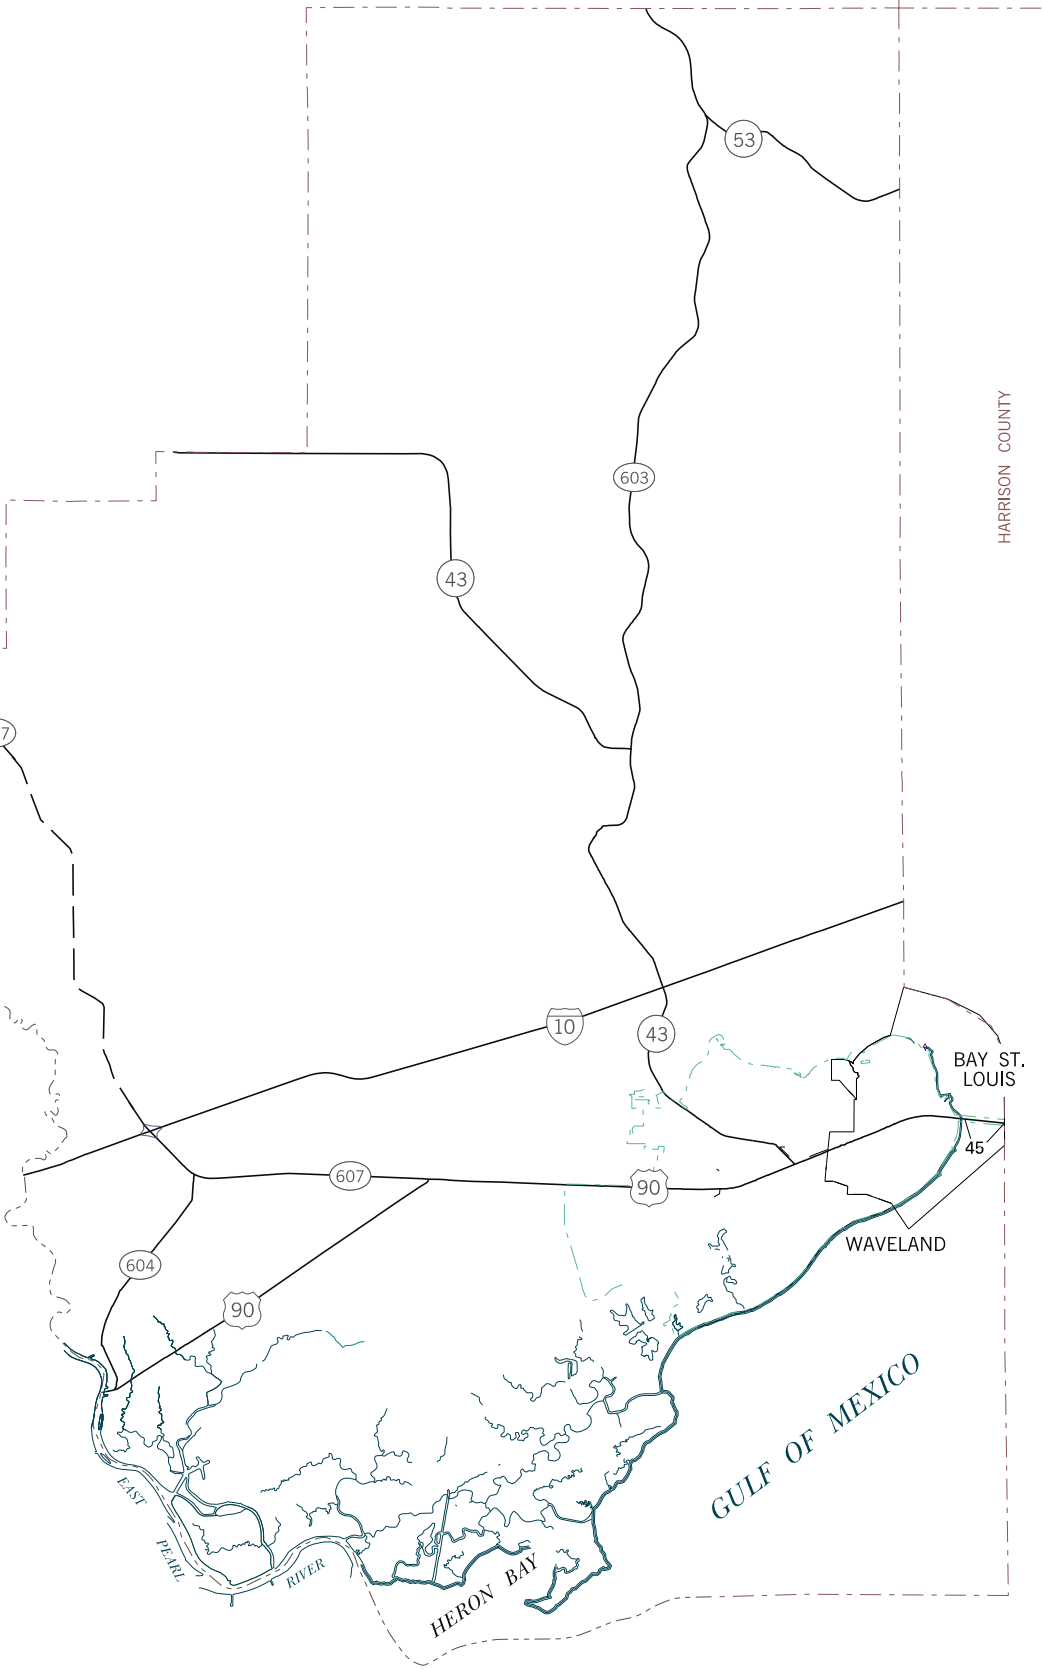 53
HARRISON COUNTY
603
43
7
10
43
BAY ST.
LOUIS
45
607
90
WAVELAND
604
90
GULF OF MEXICO
EAST
PEARL
RIVER
HERON BAY